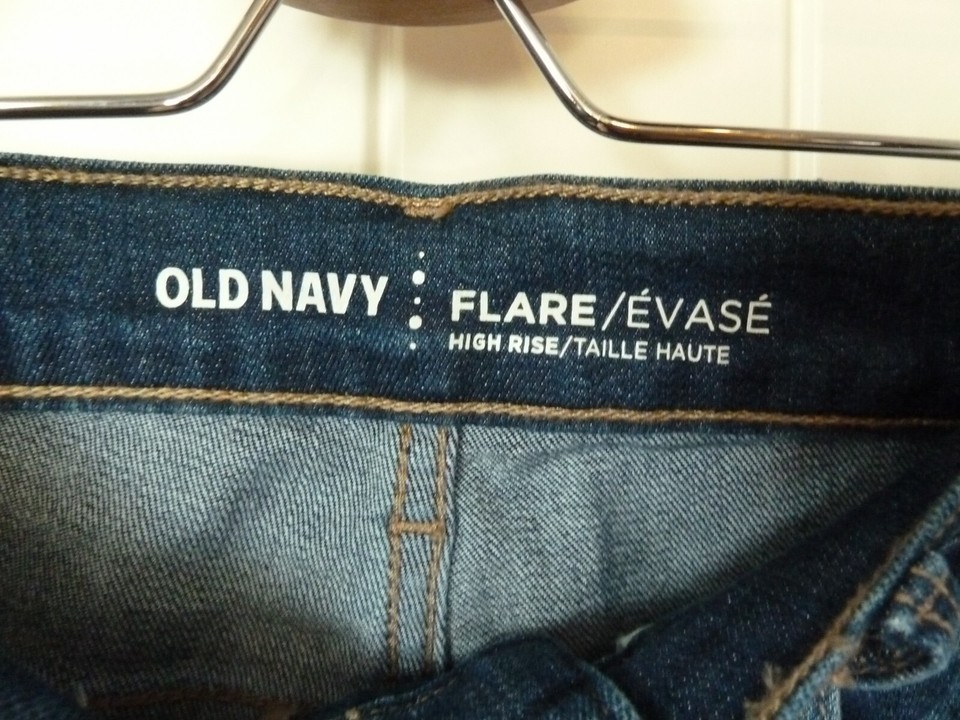 OLD NAVY
FLARE/ÉVASÉ
HIGH RISE/TAILLE HAUTE